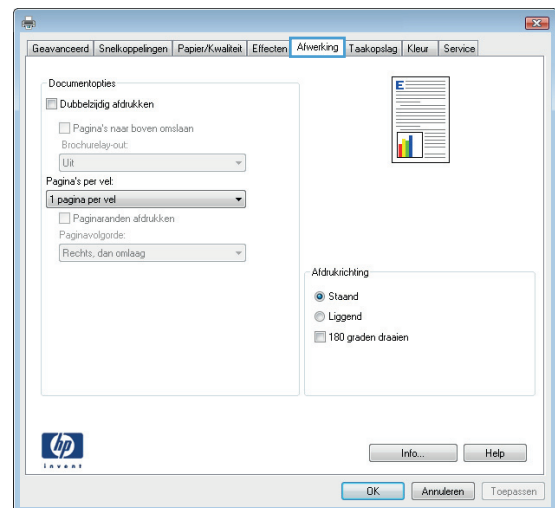 Geavanceerd Snelkoppelingen Papier/Kwaliteit Effecten Afwerking Taakopslag Kleur Service
Documentopties
Dubbelzijdig afdrukken
Pagina's naar boven omslaan
Brochurelay-out:
Uit
Pagina's per vel:
1 pagina per vel
Paginaranden afdrukken
Paginavolgorde:
Rechts, dan omlaag
E
Afdrukrichting
Staand
Liggend
180 graden draaien
hp
invent
Info... Help
OK Annuleren Toepassen